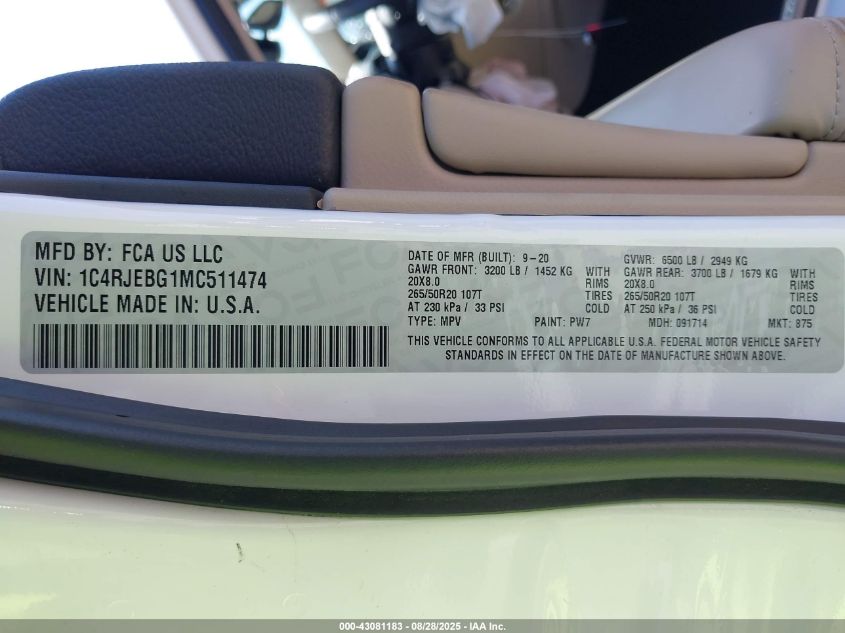 MFD BY: FCA US LLC
VIN: 1C4RJEBG1MC511474
VEHICLE MADE IN: U.S.A.
DATE OF MFR (BUILT): 9-20
GAWR FRONT: 3200 LB / 1452 KG
20X8.0 RIMS
265/50R20 107T TIRES
AT 230 kPa / 33 PSI COLD
TYPE: MPV PAINT: PW7
GVWR: 6500 LB / 2949 KG
GAWR REAR: 3700 LB / 1679 KG
20X8.0 RIMS
265/50R20 107T TIRES
AT 250 kPa / 36 PSI COLD
MDH: 091714 MKT: 875
THIS VEHICLE CONFORMS TO ALL APPLICABLE U.S.A. FEDERAL MOTOR VEHICLE SAFETY
STANDARDS IN EFFECT ON THE DATE OF MANUFACTURE SHOWN ABOVE.
000-43081183 - 08/28/2025 - IAA Inc.